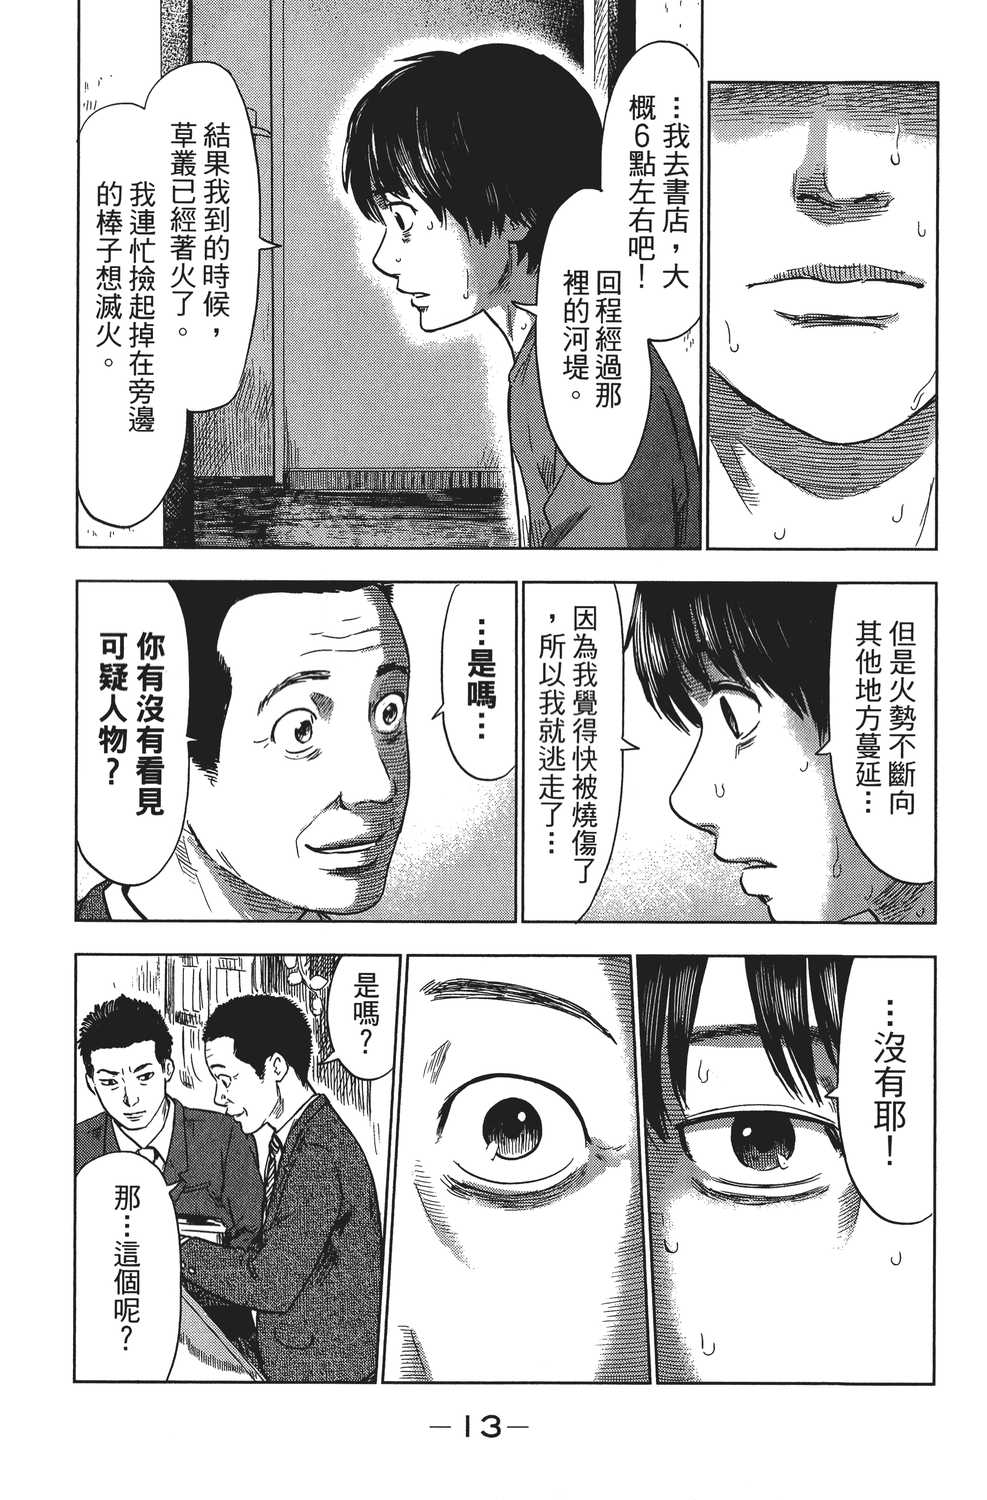 …我去書店，大
概6點左右吧！
回程經過那
裡的河堤。
結果我到的時候，
草叢已經著火了。
我連忙撿起掉在旁邊
的棒子想滅火。
但是火勢不斷向
其他地方蔓延…
因為我覺得快被燒傷了
，所以我就逃走了…
…是嗎…
你有沒有看見
可疑人物？
…沒有耶！
是嗎？
那…這個呢？
—13—